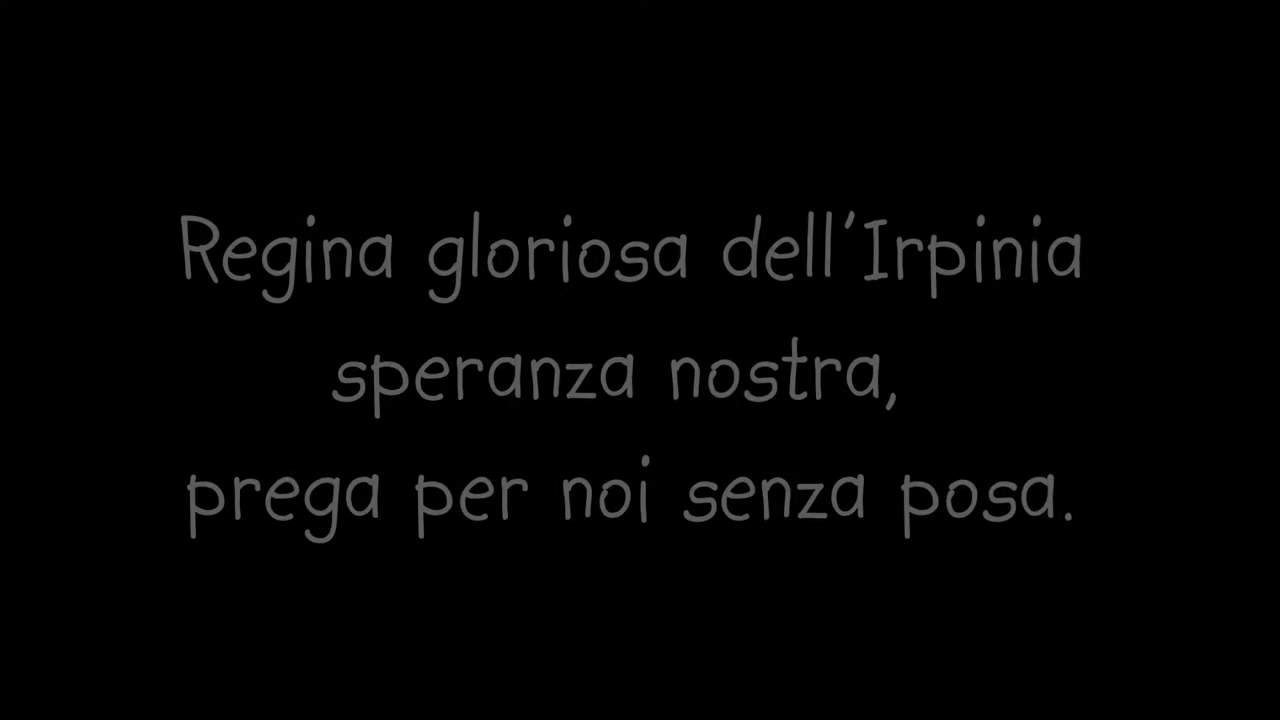 Regina gloriosa dell'Irpinia
speranza nostra,
prega per noi senza posa.